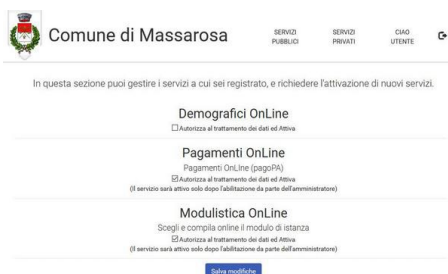 Comune di Massarosa
SERVIZI
PUBBLICI
SERVIZI
PRIVATI
CIAO
UTENTE
In questa sezione puoi gestire i servizi a cui sei registrato, e richiedere l'attivazione di nuovi servizi.
Demografici OnLine
Autorizza al trattamento dei dati ed Attiva
Pagamenti OnLine
Pagamenti OnLine (pagoPA)
Autorizza al trattamento dei dati ed Attiva
(Il servizio sarà attivo solo dopo l'abilitazione da parte dell'amministratore)
Modulistica OnLine
Scegli e compila online il modulo di istanza
Autorizza al trattamento dei dati ed Attiva
(Il servizio sarà attivo solo dopo l'abilitazione da parte dell'amministratore)
Salva modifiche